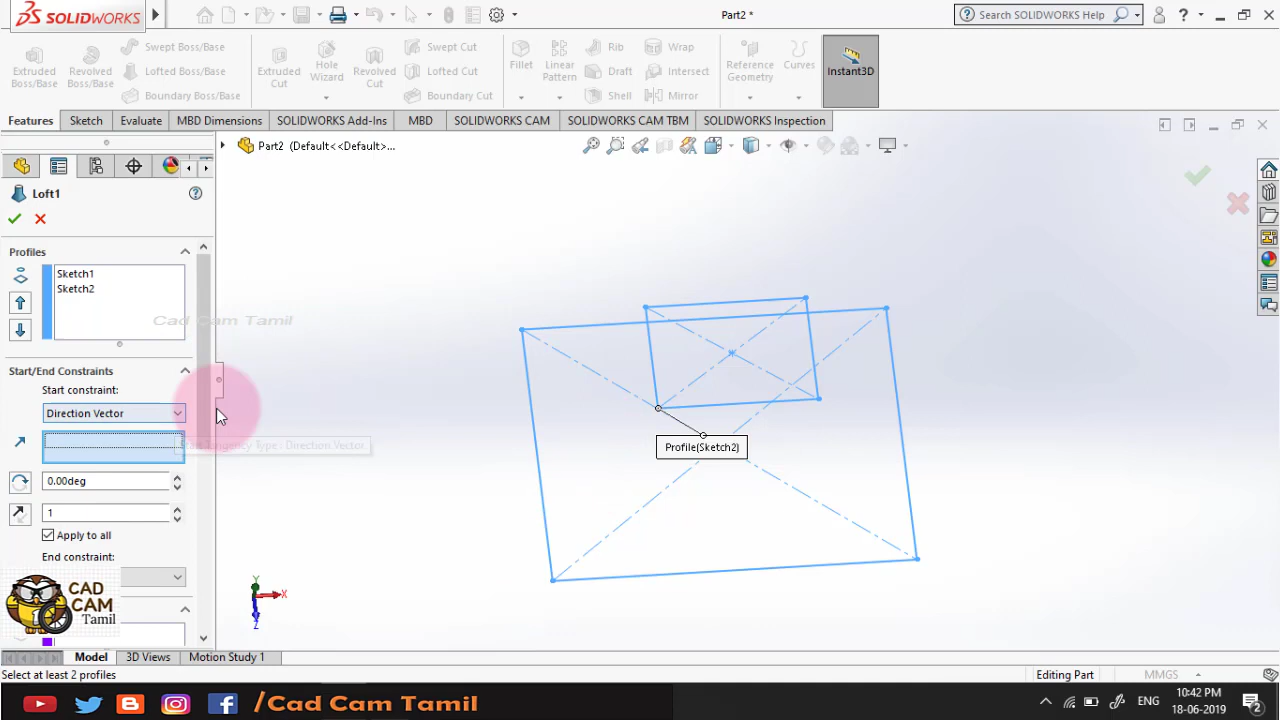 SOLIDWORKS
Part2 *
Search SOLIDWORKS Help
Extruded Boss/Base
Revolved Boss/Base
Swept Boss/Base
Lofted Boss/Base
Boundary Boss/Base
Extruded Cut
Hole Wizard
Revolved Cut
Swept Cut
Lofted Cut
Boundary Cut
Fillet
Linear Pattern
Rib
Draft
Shell
Wrap
Intersect
Mirror
Reference Geometry
Curves
Instant3D
Features
Sketch
Evaluate
MBD Dimensions
SOLIDWORKS Add-Ins
MBD
SOLIDWORKS CAM
SOLIDWORKS CAM TBM
SOLIDWORKS Inspection
Part2 (Default<<Default>...
Loft1
Profiles
Sketch1
Sketch2
Cad Cam Tamil
Start/End Constraints
Start constraint:
Direction Vector
Tangency Type : Direction Vector
0.00deg
1
Apply to all
End constraint:
Profile(Sketch2)
CAD
CAM
Tamil
Y
X
Z
Model
3D Views
Motion Study 1
Select at least 2 profiles
Editing Part
MMGS
/Cad Cam Tamil
ENG
10:42 PM
18-06-2019
2